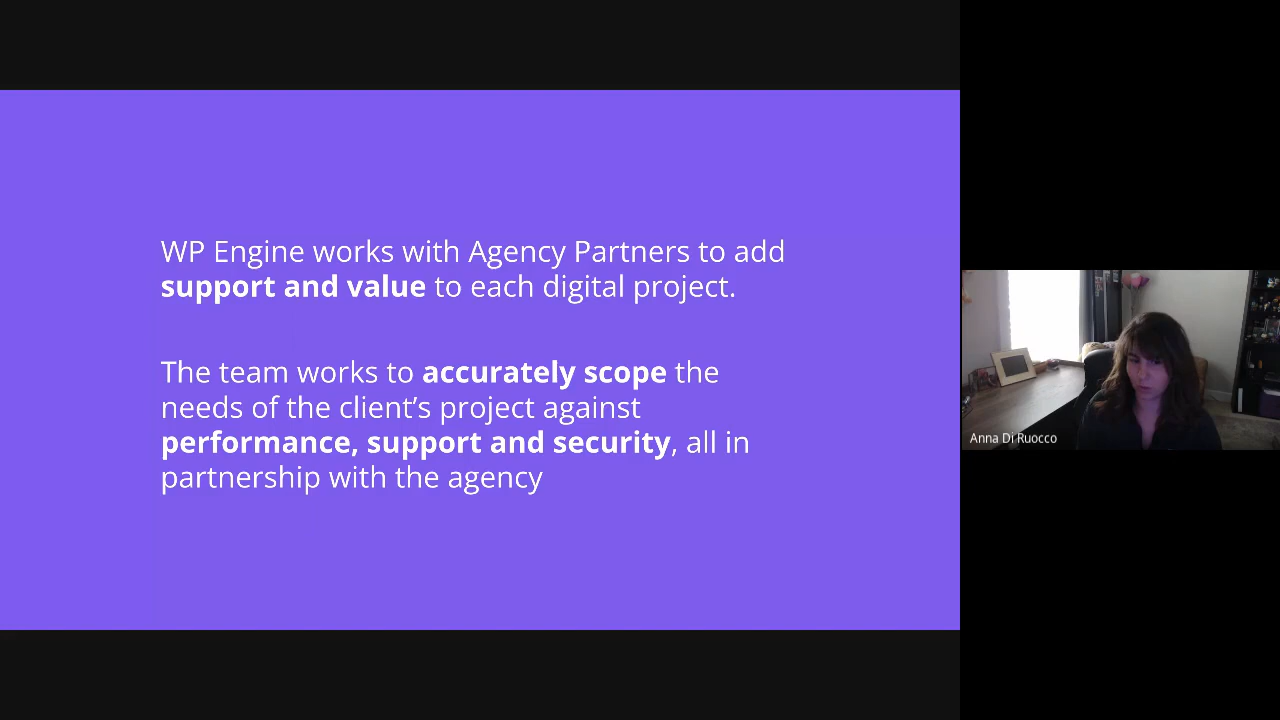 WP Engine works with Agency Partners to add
support and value to each digital project.
The team works to accurately scope the
needs of the client’s project against
performance, support and security, all in
partnership with the agency
Anna Di Ruocco